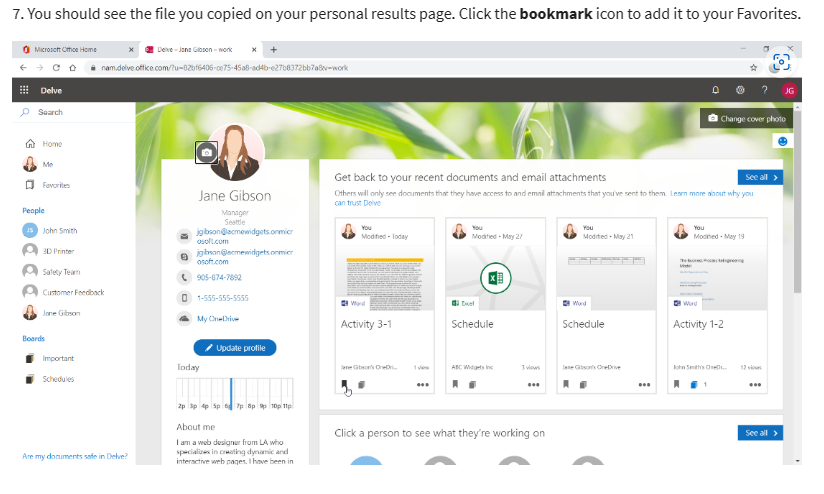 7. You should see the file you copied on your personal results page. Click the bookmark icon to add it to your Favorites.
Microsoft Office Home
Delve – Jane Gibson – work
nam.delve.office.com/?u=82bf6406-ce75-45a8-ad4b-e27b8372bb7a&v=work
Delve
JG
Search
Change cover photo
Home
Me
Favorites
People
JS John Smith
3D Printer
Safety Team
Customer Feedback
Jane Gibson
Boards
Important
Schedules
Are my documents safe in Delve?
Jane Gibson
Manager
Seattle
jgibson@acmewidgets.onmicr
osoft.com
jgibson@acmewidgets.onmicr
osoft.com
905-674-7892
1-555-555-5555
My OneDrive
Update profile
Today
2p 3p 4p 5p 6p 7p 8p 9p 10p 11p
About me
I am a web designer from LA who
specializes in creating dynamic and
interactive web pages. I have been in
Get back to your recent documents and email attachments
See all
Others will only see documents that they have access to and email attachments that you've sent to them. Learn more about why you
can trust Delve
You
Modified • Today
Word
Activity 3-1
Jane Gibson's OneDri...
1 view
You
Modified • May 27
Excel
Schedule
ABC Widgets Inc
3 views
You
Modified • May 21
Word
Schedule
Jane Gibson's OneDrive
You
Modified • May 19
The Business Process Reengineering
Model
Word
Activity 1-2
John Smith's OneDri...
12 views
1
Click a person to see what they're working on
See all